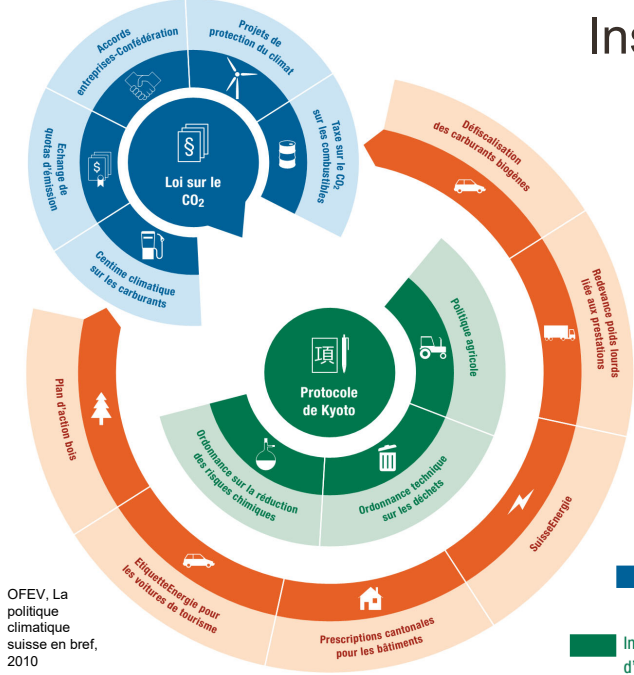 Ins
Accords
entreprises-Confédération
Projets de
protection du climat
Taxe sur le CO2
sur les combustibles
Echange de
quotas d'émission
Centime climatique
sur les carburants
$
§
Loi sur le
CO2
Défiscalisation
des carburants biogènes
Redevance poids lourds
liée aux prestations
SuisseEnergie
Prescriptions cantonales
pour les bâtiments
EtiquetteEnergie pour
les voitures de tourisme
Plan d'action bois
項
Protocole
de Kyoto
Politique agricole
Ordonnance technique
sur les déchets
Ordonnance sur la réduction
des risques chimiques
OFEV, La
politique
climatique
suisse en bref,
2010
In
d'